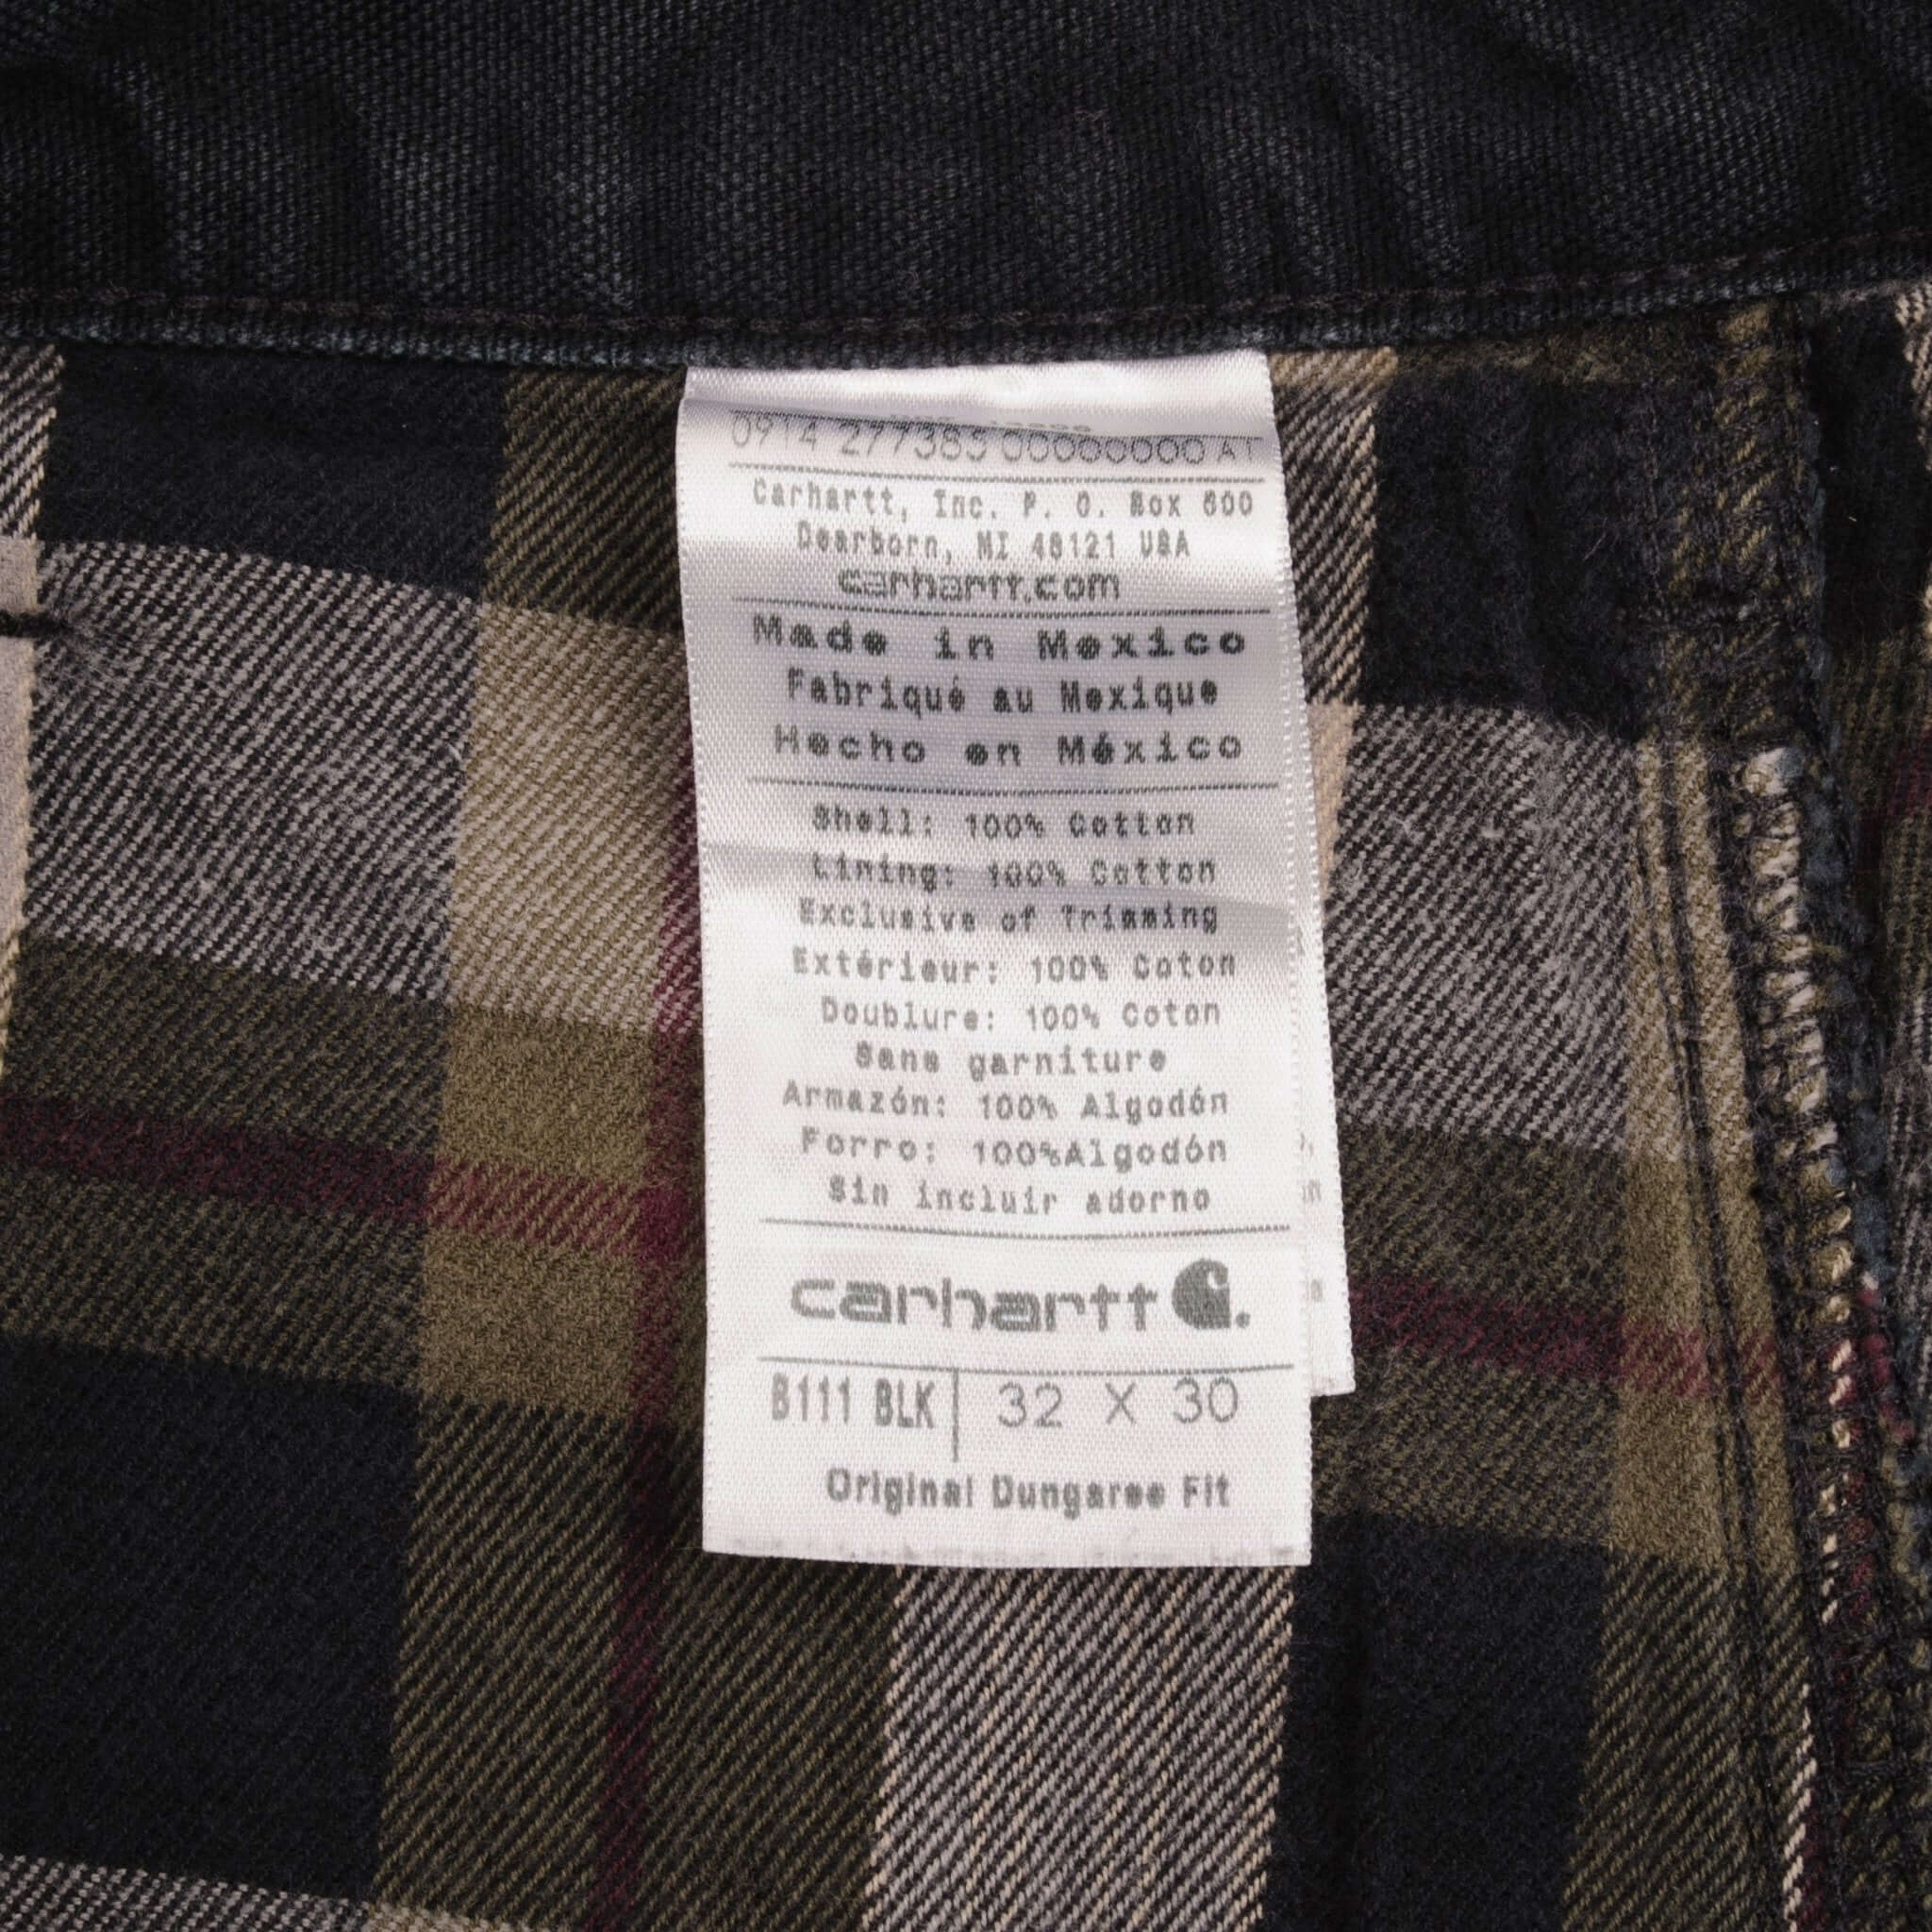 0914 277385 00000000 AT
Carhartt, Inc. P. O. Box 600
Dearborn, MI 48121 USA
carhartt.com
Made in Mexico
Fabriqué au Mexique
Hecho en México
Shell: 100% Cotton
Lining: 100% Cotton
Exclusive of Trimming
Extérieur: 100% Coton
Doublure: 100% Coton
Sans garniture
Armazón: 100% Algodón
Forro: 100%Algodón
Sin incluir adorno
carhartt
B111 BLK 32 X 30
Original Dungaree Fit